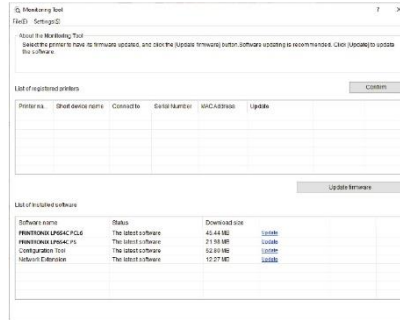 Monitoring Tool
File(E) Settings(S)
About the Monitoring Tool
Select the printer to have its firmware updated, and click the [Update firmware] button. Software updating is recommended. Click [Update] to update
the software.
List of registered printers
Confirm
Printer na... Short device name Connect to Serial Number MAC Address Update
Update firmware
List of installed software
Software name Status Download size
PRINTRONIX LP654C PCL6 The latest software 45.44 MB Update
PRINTRONIX LP654C PS The latest software 21.98 MB Update
Configuration Tool The latest software 52.80 MB Update
Network Extension The latest software 12.27 MB Update